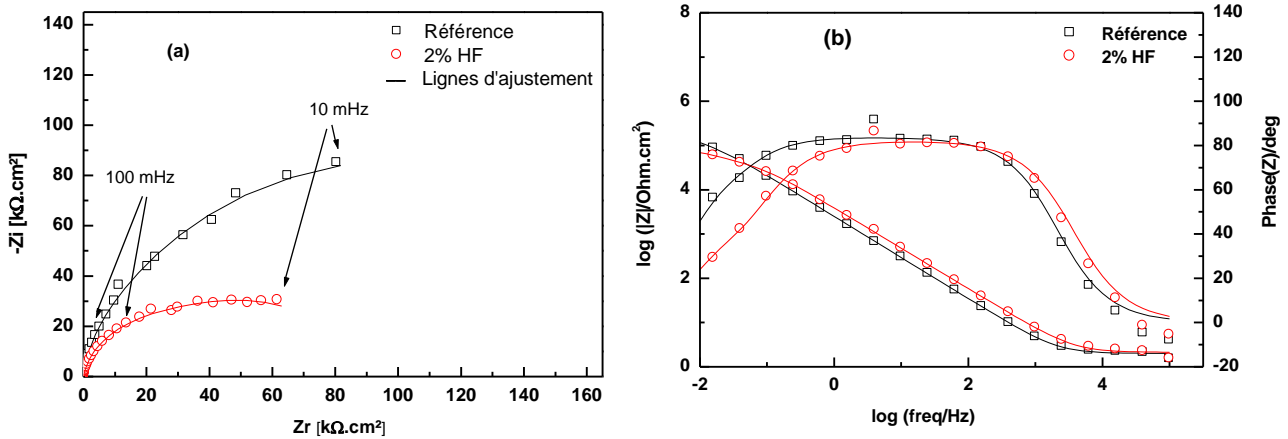 140
120
100
80
60
40
20
0
0 20 40 60 80 100 120 140 160
-Zi [kΩ.cm²]
Zr [kΩ.cm²]
(a)
Référence
2% HF
Lignes d'ajustement
10 mHz
100 mHz
8
6
4
2
0
-2 0 2 4 6
log (|Z|/Ohm.cm²)
log (freq/Hz)
(b)
Référence
2% HF
140
120
100
80
60
40
20
0
-20
Phase(Z)/deg